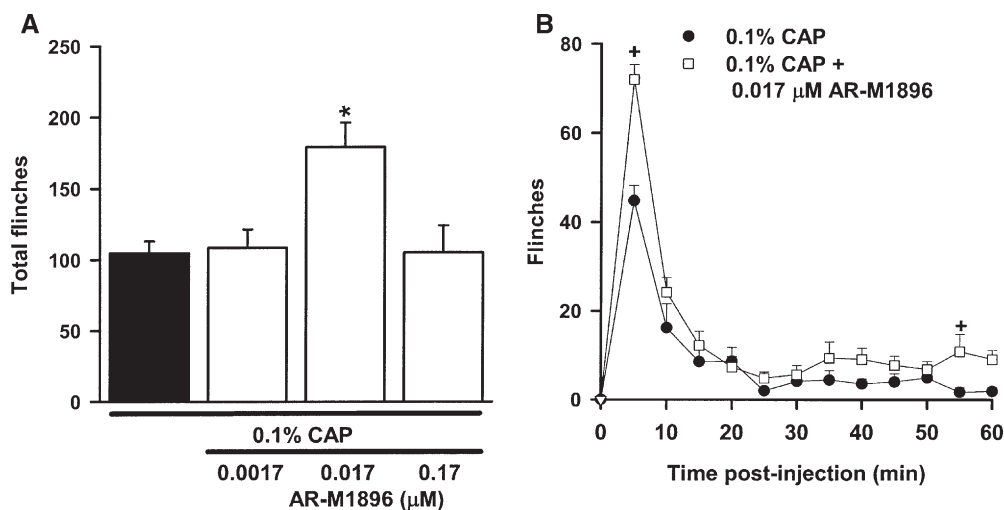 A
250
200
150
100
50
0
Total flinches
*
0.1% CAP
0.0017 0.017 0.17
AR-M1896 (μM)
B
80
60
40
20
0
Flinches
+
+
0.1% CAP
0.1% CAP +
0.017 μM AR-M1896
0 10 20 30 40 50 60
Time post-injection (min)